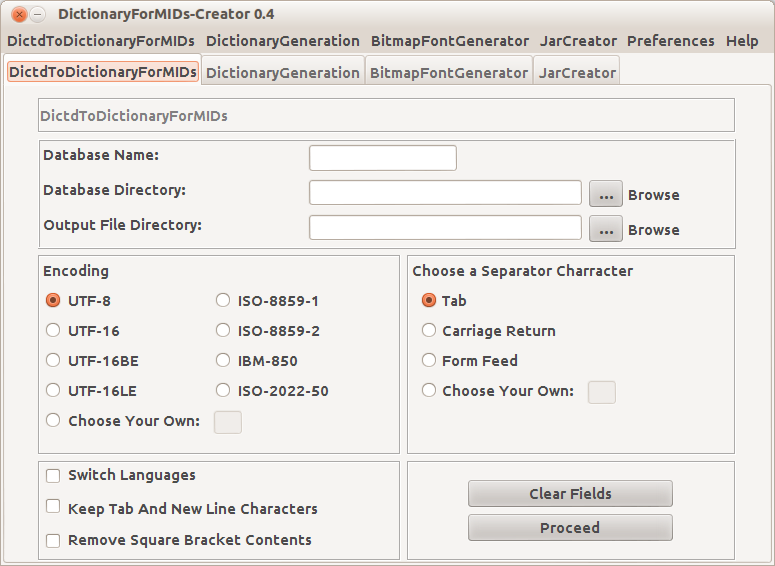 DictionaryForMIDs-Creator 0.4
DictdToDictionaryForMIDs DictionaryGeneration BitmapFontGenerator JarCreator Preferences Help
DictdToDictionaryForMIDs DictionaryGeneration BitmapFontGenerator JarCreator
DictdToDictionaryForMIDs
Database Name:
Database Directory: ... Browse
Output File Directory: ... Browse
Encoding
UTF-8 ISO-8859-1
UTF-16 ISO-8859-2
UTF-16BE IBM-850
UTF-16LE ISO-2022-50
Choose Your Own:
Choose a Separator Charracter
Tab
Carriage Return
Form Feed
Choose Your Own:
Switch Languages
Keep Tab And New Line Characters
Remove Square Bracket Contents
Clear Fields
Proceed